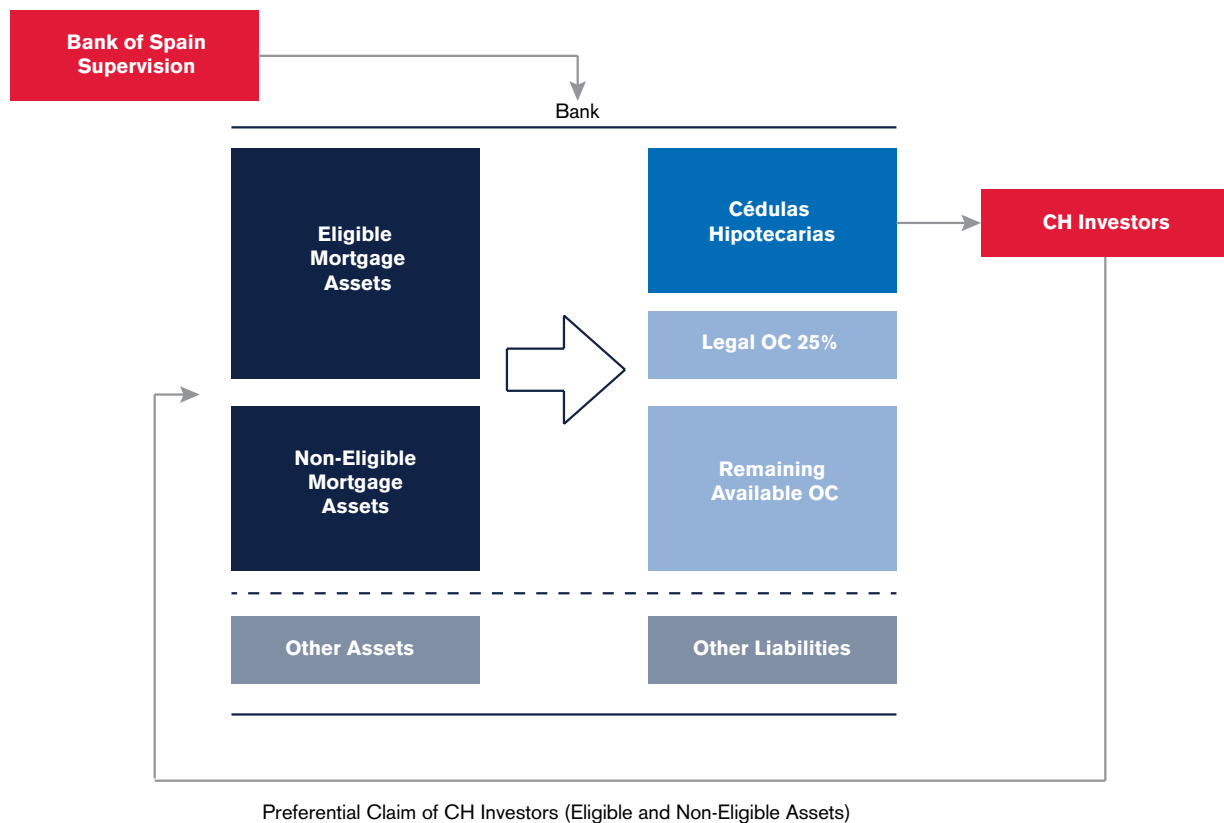 Bank of Spain
Supervision
Bank
Eligible
Mortgage
Assets
Cédulas
Hipotecarias
CH Investors
Legal OC 25%
Non-Eligible
Mortgage
Assets
Remaining
Available OC
Other Assets
Other Liabilities
Preferential Claim of CH Investors (Eligible and Non-Eligible Assets)